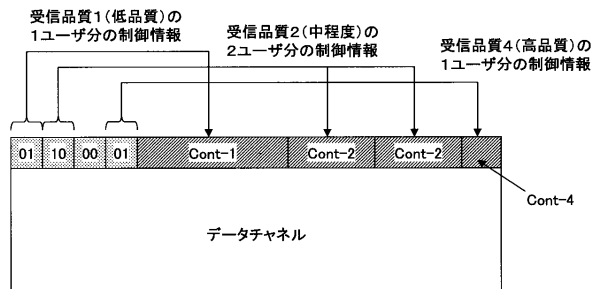 受信品質1(低品質)の
1ユーザ分の制御情報
受信品質2(中程度)の
2ユーザ分の制御情報
受信品質4(高品質)の
1ユーザ分の制御情報
01 10 00 01 Cont-1 Cont-2 Cont-2
Cont-4
データチャネル